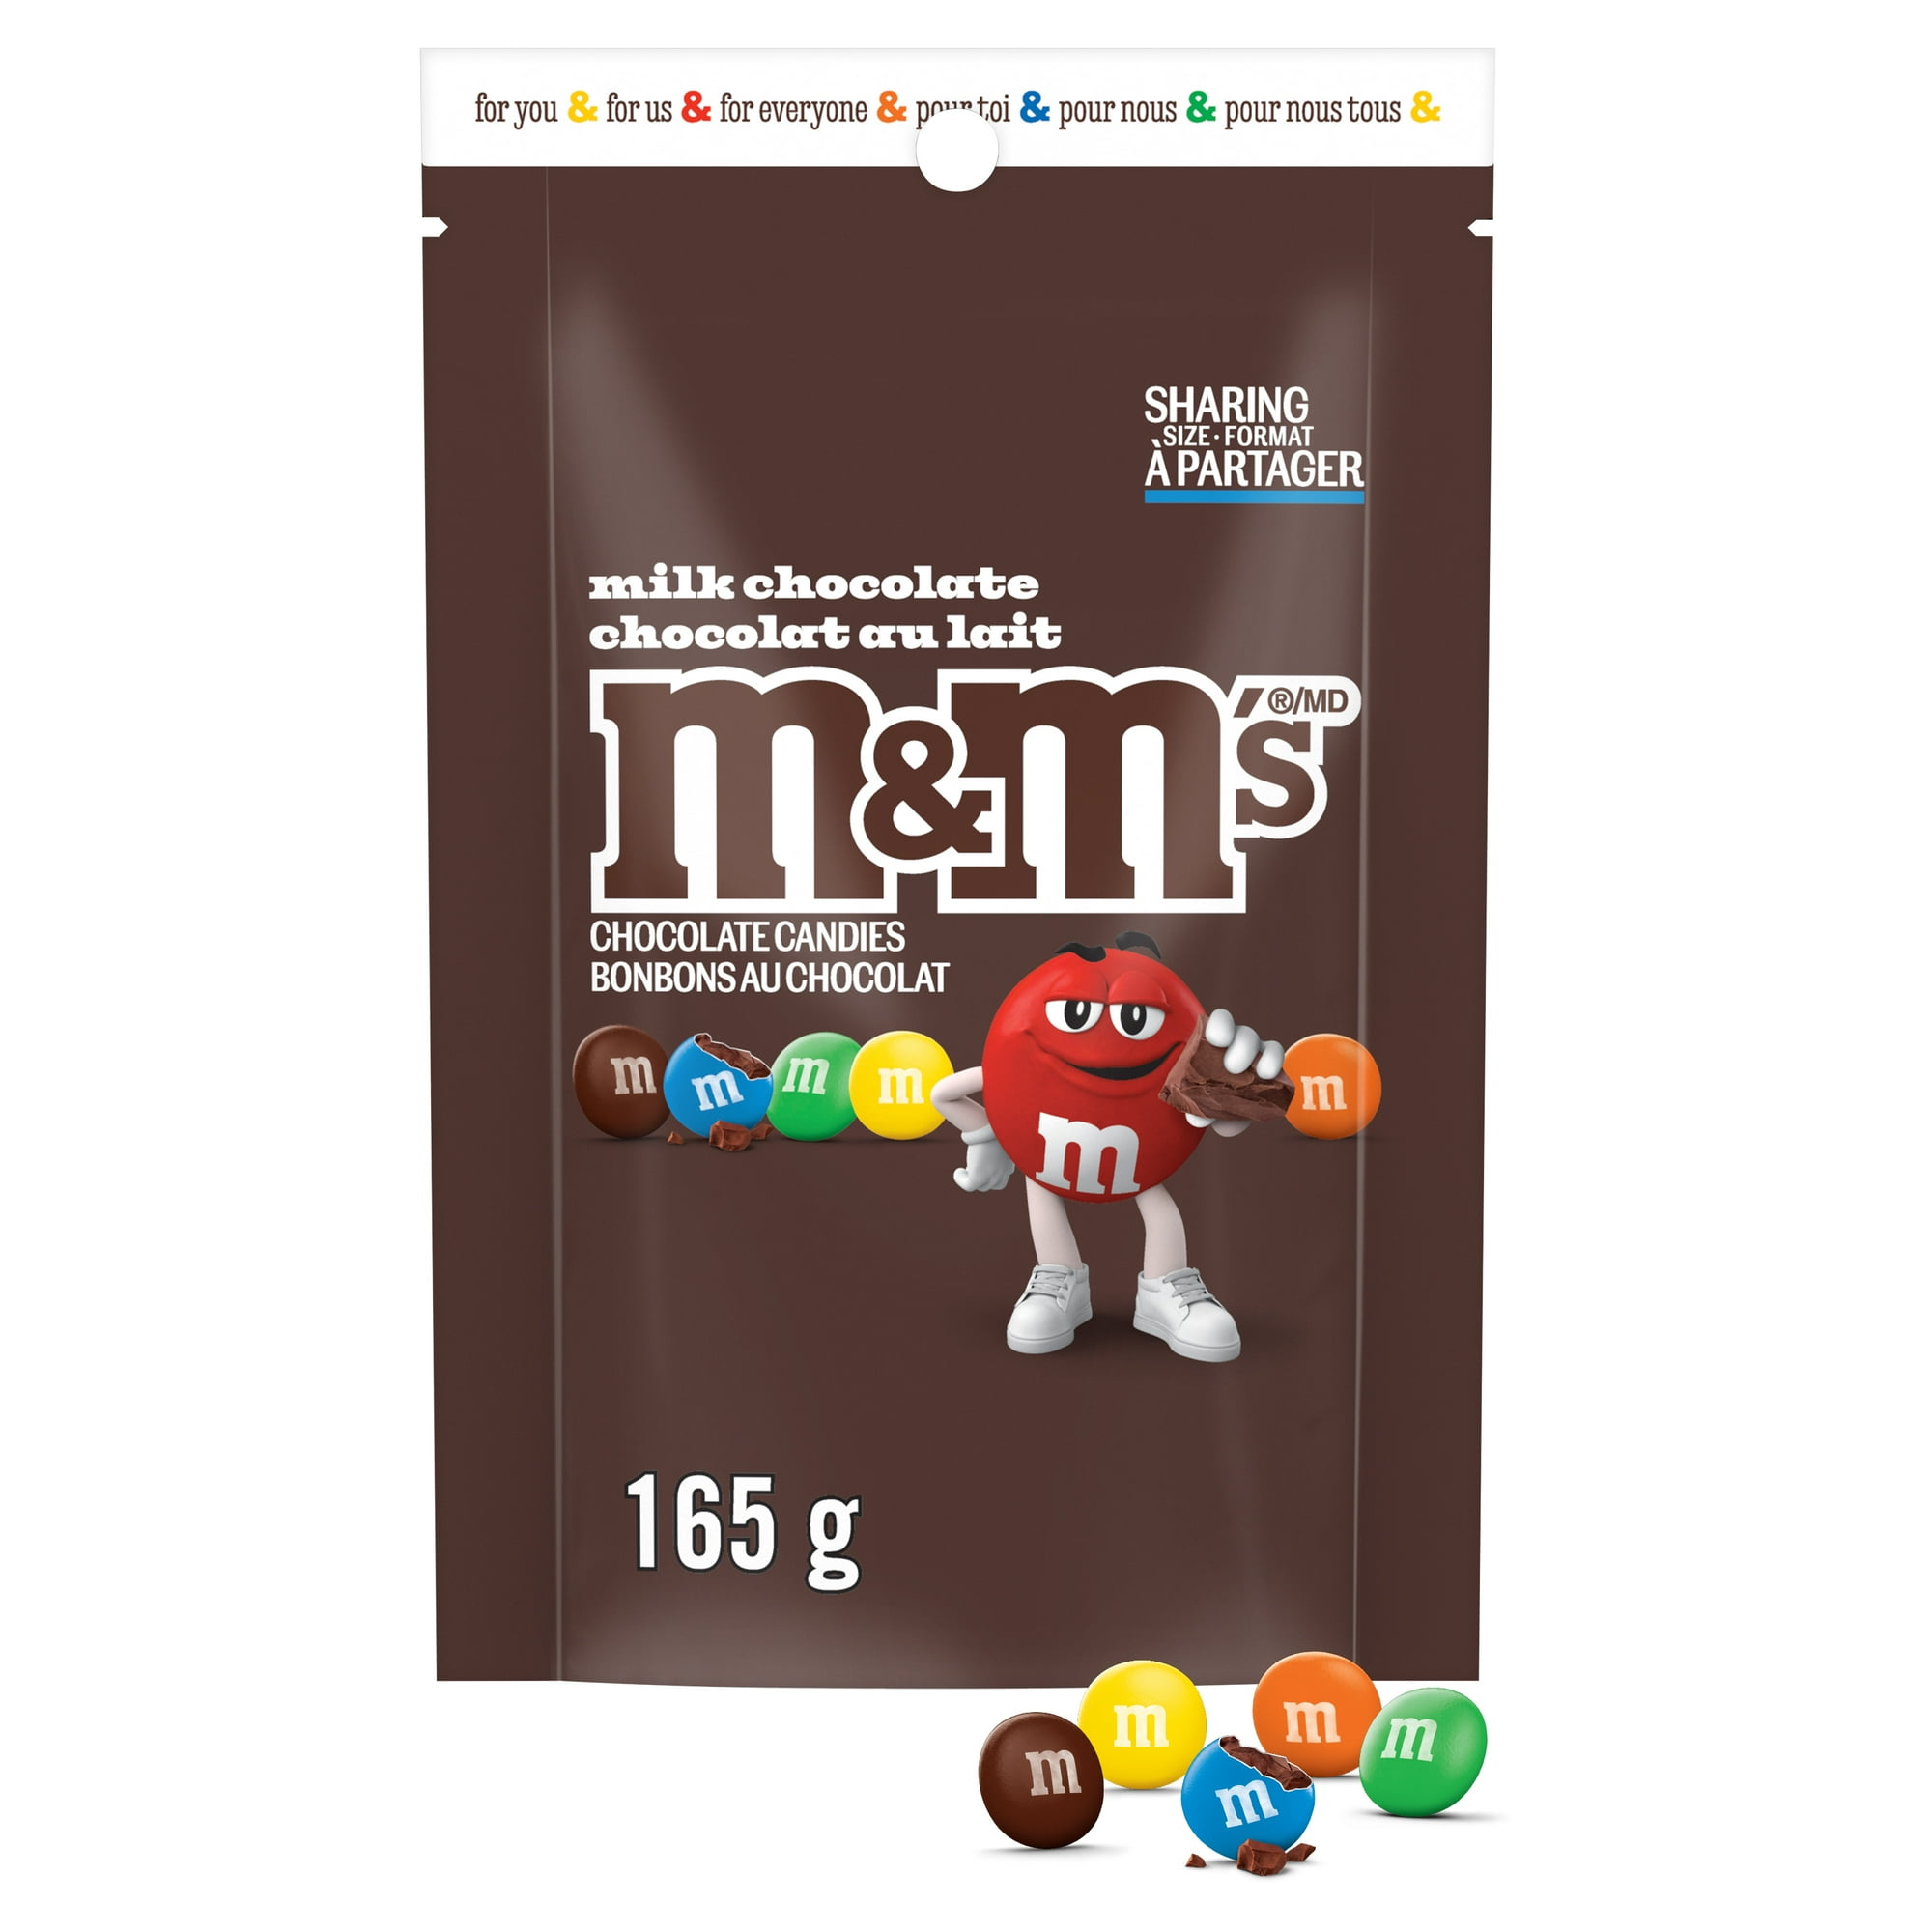 for you & for us & for everyone & pour toi & pour nous & pour nous tous &
SHARING
SIZE · FORMAT
À PARTAGER
milk chocolate
chocolat au lait
m&m's®/MD
CHOCOLATE CANDIES
BONBONS AU CHOCOLAT
m m m m m m
165 g
m m m m m